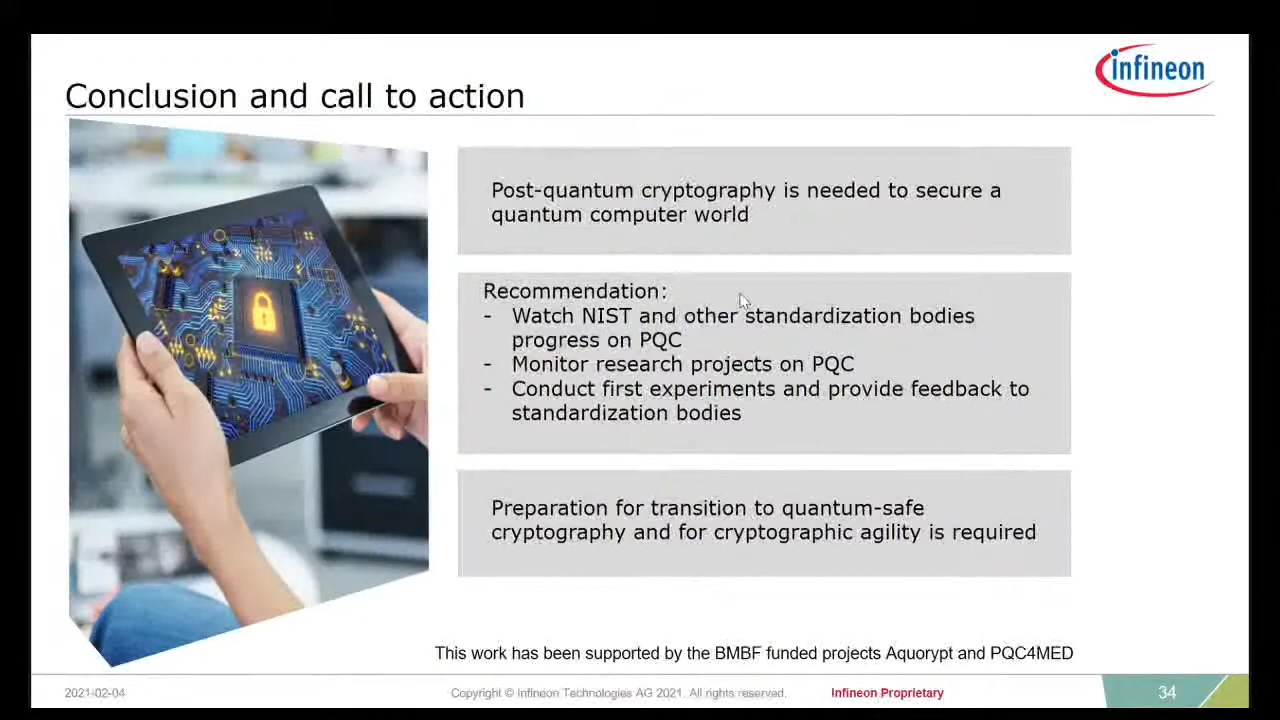 infineon
Conclusion and call to action
Post-quantum cryptography is needed to secure a
quantum computer world
Recommendation:
- Watch NIST and other standardization bodies
progress on PQC
- Monitor research projects on PQC
- Conduct first experiments and provide feedback to
standardization bodies
Preparation for transition to quantum-safe
cryptography and for cryptographic agility is required
This work has been supported by the BMBF funded projects Aquorypt and PQC4MED
2021-02-04
Copyright © Infineon Technologies AG 2021. All rights reserved.
Infineon Proprietary
34